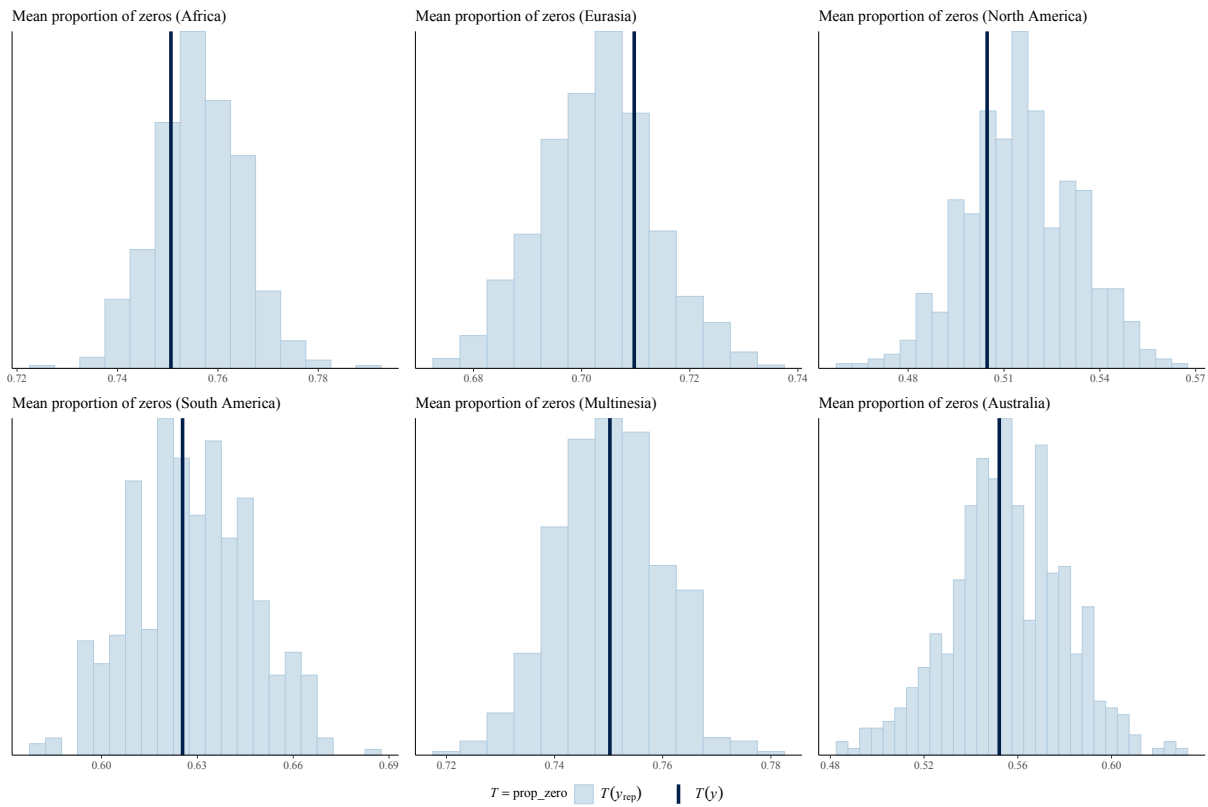 Mean proportion of zeros (Africa)
Mean proportion of zeros (Eurasia)
Mean proportion of zeros (North America)
0.72 0.74 0.76 0.78
0.68 0.70 0.72 0.74
0.48 0.51 0.54 0.57
Mean proportion of zeros (South America)
Mean proportion of zeros (Multinesia)
Mean proportion of zeros (Australia)
0.60 0.63 0.66 0.69
0.72 0.74 0.76 0.78
0.48 0.52 0.56 0.60
T = prop_zero T(yrep) T(y)